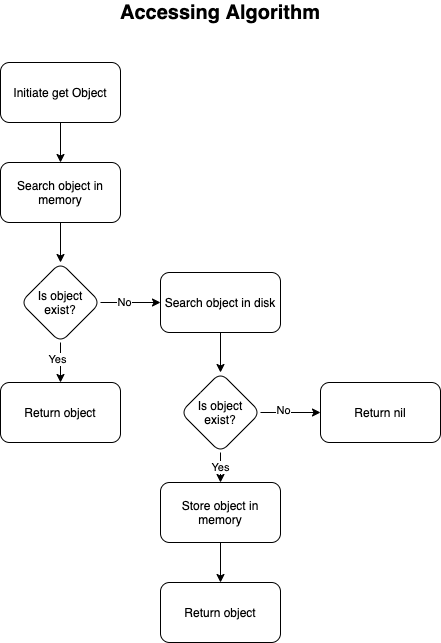 Accessing Algorithm
Initiate get Object
Search object in
memory
Is object
exist?
No
Search object in disk
Yes
Return object
Is object
exist?
No
Return nil
Yes
Store object in
memory
Return object